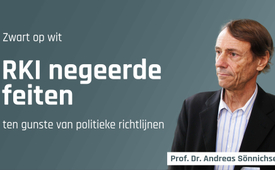 Zwart op wit
RKI negeerde
feiten
ten gunste van politieke richtlijnen
Prof. Dr. Andreas Sönnichse